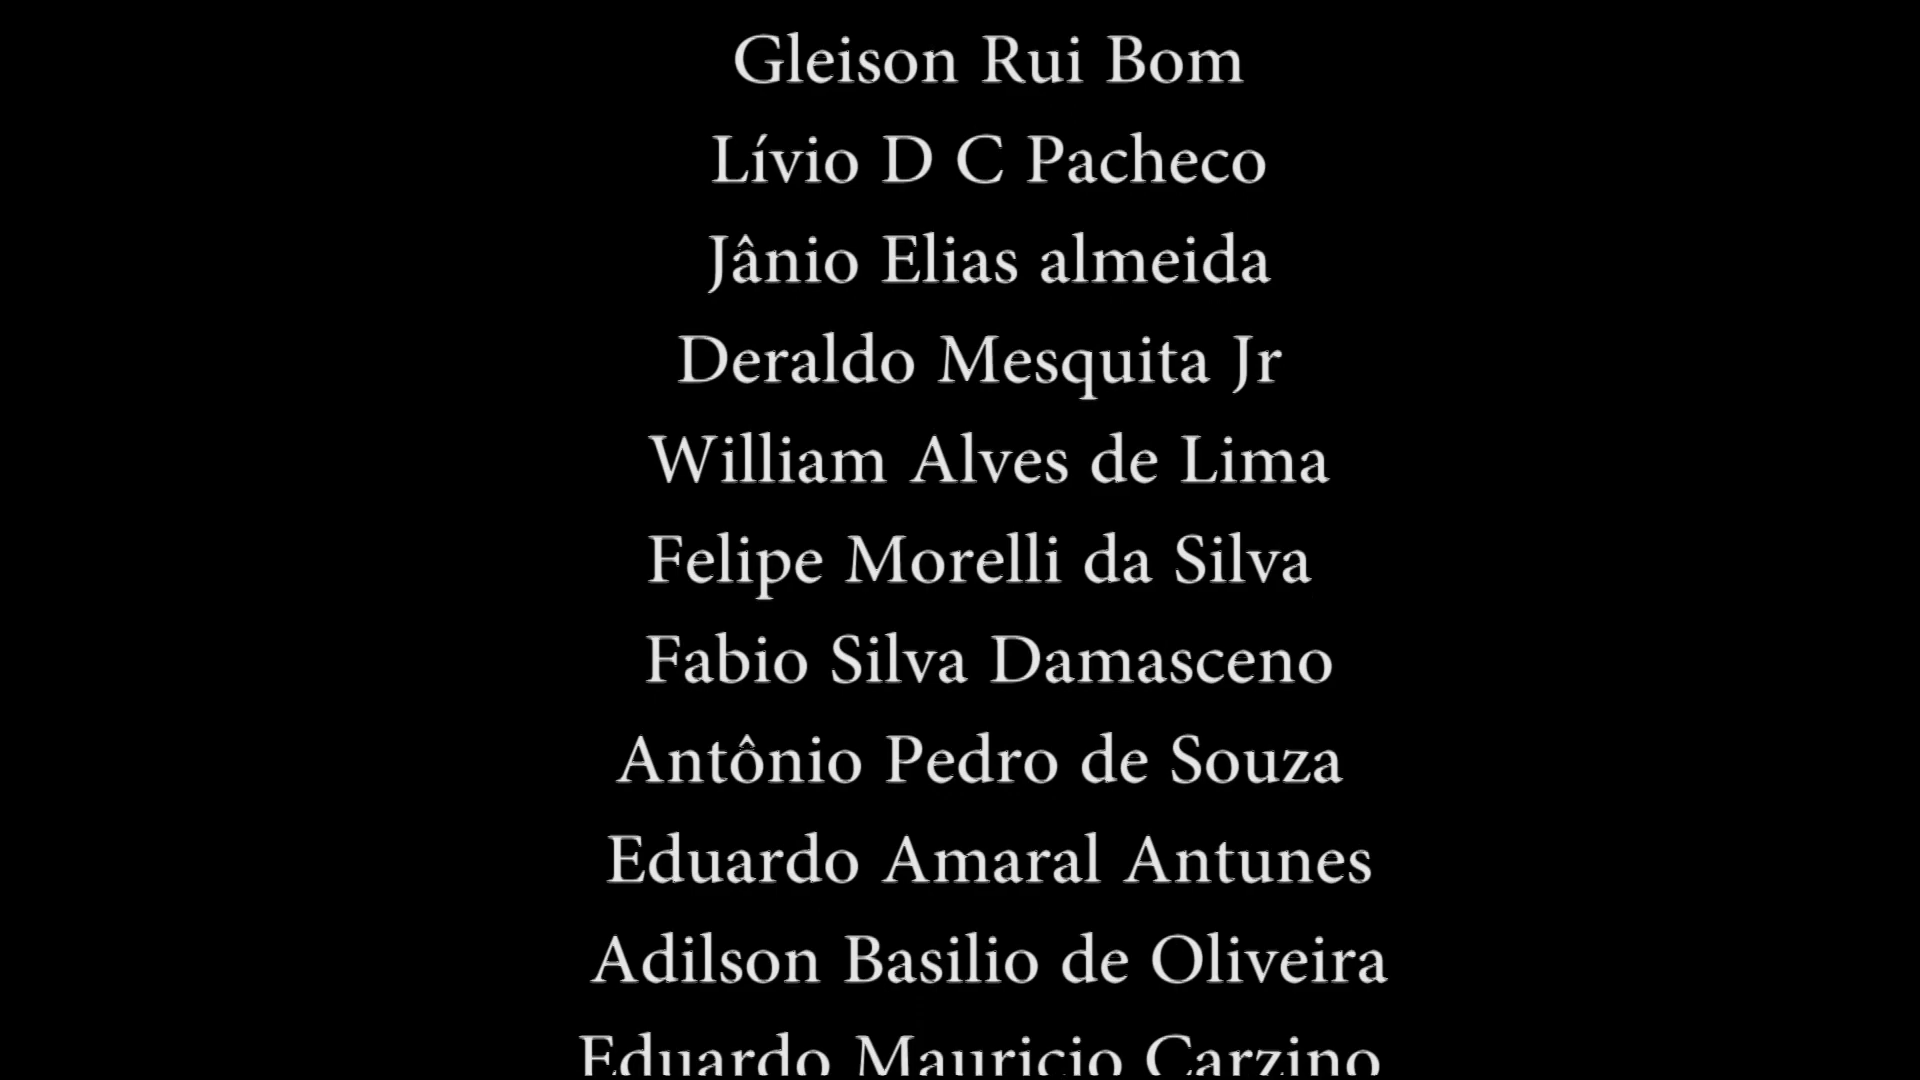 Gleison Rui Bom
Lívio D C Pacheco
Jânio Elias almeida
Deraldo Mesquita Jr
William Alves de Lima
Felipe Morelli da Silva
Fabio Silva Damasceno
Antônio Pedro de Souza
Eduardo Amaral Antunes
Adilson Basilio de Oliveira
Eduardo Mauricio Carzino